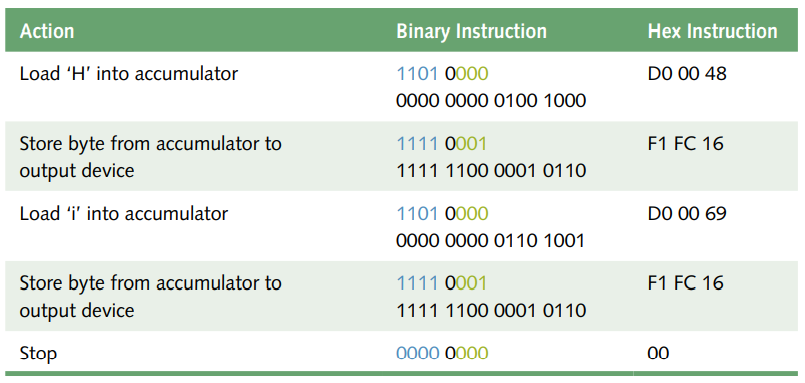 Action Binary Instruction Hex Instruction
Load ‘H’ into accumulator 1101 0000 D0 00 48
0000 0000 0100 1000
Store byte from accumulator to 1111 0001 F1 FC 16
output device 1111 1100 0001 0110
Load ‘i’ into accumulator 1101 0000 D0 00 69
0000 0000 0110 1001
Store byte from accumulator to 1111 0001 F1 FC 16
output device 1111 1100 0001 0110
Stop 0000 0000 00